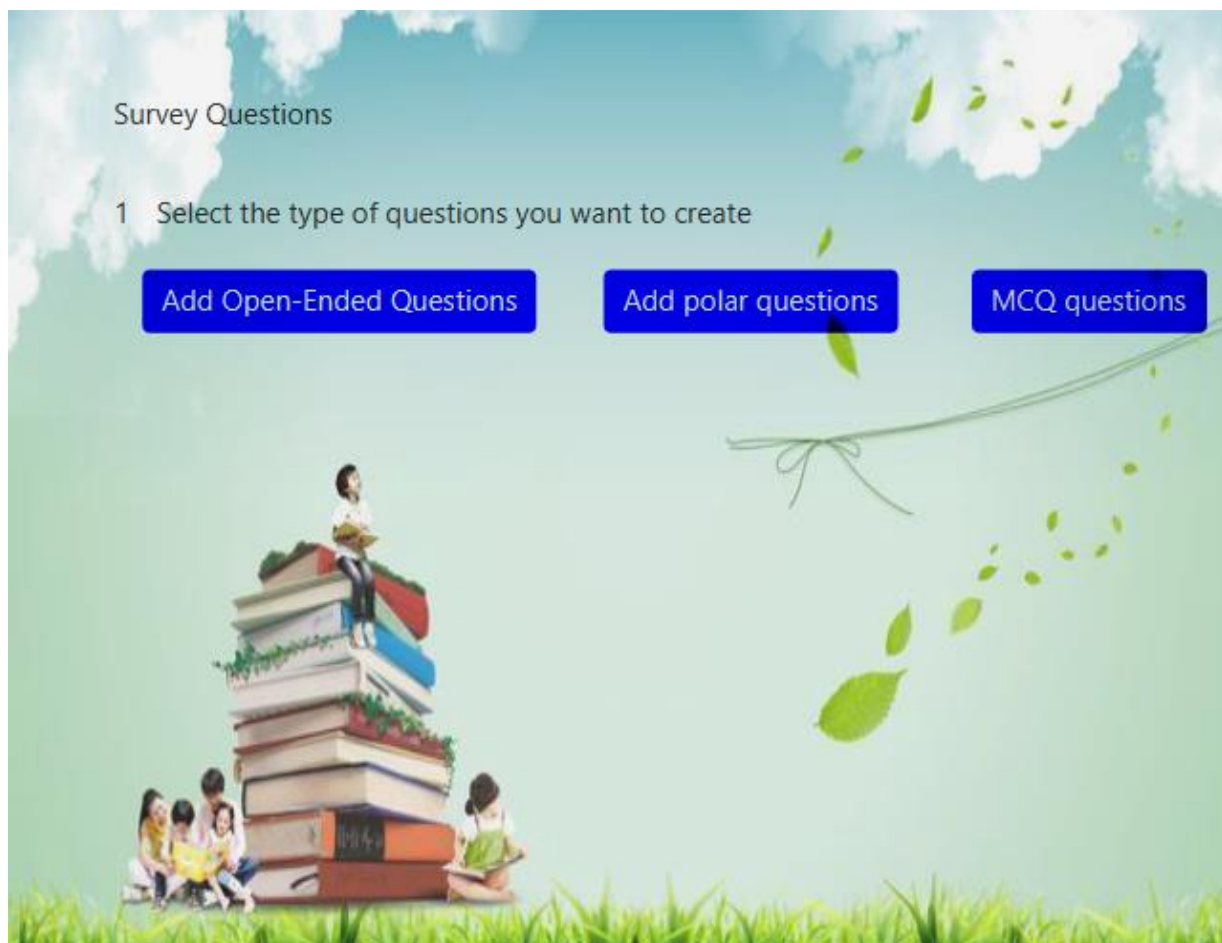 Survey Questions
1 Select the type of questions you want to create
Add Open-Ended Questions Add polar questions MCQ questions